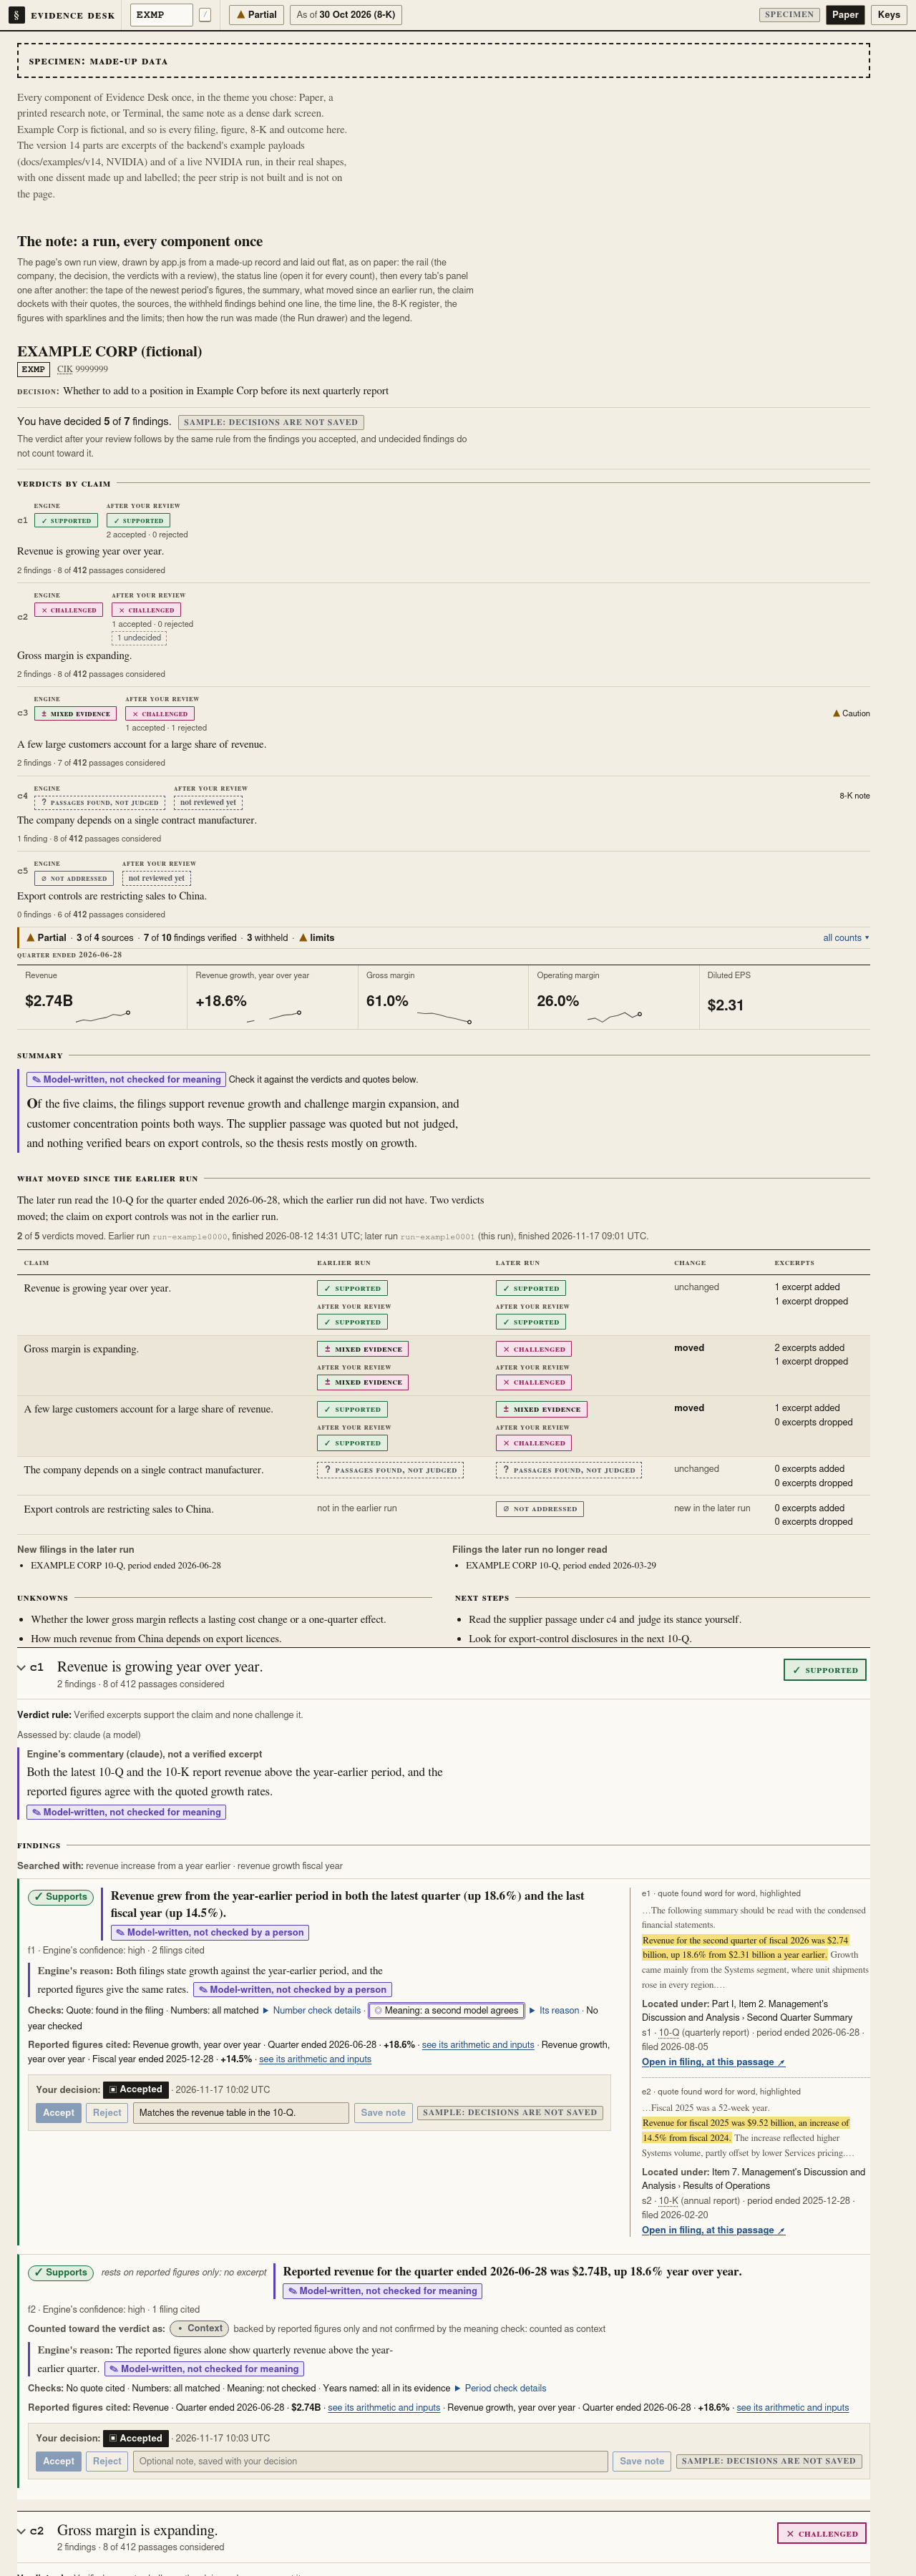 § EVIDENCE DESK EXMP / ▲ Partial As of 30 Oct 2026 (8-K) SPECIMEN Paper Keys
SPECIMEN: MADE-UP DATA
Every component of Evidence Desk once, in the theme you chose: Paper, a
printed research note, or Terminal, the same note as a dense dark screen.
Example Corp is fictional, and so is every filing, figure, 8-K and outcome here.
The version 14 parts are excerpts of the backend's example payloads
(docs/examples/v14, NVIDIA) and of a live NVIDIA run, in their real shapes,
with one dissent made up and labelled; the peer strip is not built and is not on
the page.
The note: a run, every component once
The page's own run view, drawn by app.js from a made-up record and laid out flat, as on paper: the rail (the
company, the decision, the verdicts with a review), the status line (open it for every count), then every tab's panel
one after another: the tape of the newest period's figures, the summary, what moved since an earlier run, the claim
dockets with their quotes, the sources, the withheld findings behind one line, the time line, the 8-K register, the
figures with sparklines and the limits; then how the run was made (the Run drawer) and the legend.
EXAMPLE CORP (fictional)
EXMP CIK 9999999
DECISION: Whether to add to a position in Example Corp before its next quarterly report
You have decided 5 of 7 findings. SAMPLE: DECISIONS ARE NOT SAVED
The verdict after your review follows by the same rule from the findings you accepted, and undecided findings do
not count toward it.
VERDICTS BY CLAIM
ENGINE AFTER YOUR REVIEW
c1 ✓ SUPPORTED ✓ SUPPORTED
2 accepted · 0 rejected
Revenue is growing year over year.
2 findings · 8 of 412 passages considered
ENGINE AFTER YOUR REVIEW
c2 × CHALLENGED × CHALLENGED
1 accepted · 0 rejected
1 undecided
Gross margin is expanding.
2 findings · 8 of 412 passages considered
ENGINE AFTER YOUR REVIEW
c3 ± MIXED EVIDENCE × CHALLENGED ▲ Caution
1 accepted · 1 rejected
A few large customers account for a large share of revenue.
2 findings · 7 of 412 passages considered
ENGINE AFTER YOUR REVIEW
c4 ? PASSAGES FOUND, NOT JUDGED not reviewed yet 8-K note
The company depends on a single contract manufacturer.
1 finding · 8 of 412 passages considered
ENGINE AFTER YOUR REVIEW
c5 ∅ NOT ADDRESSED not reviewed yet
Export controls are restricting sales to China.
0 findings · 6 of 412 passages considered
▲ Partial · 3 of 4 sources · 7 of 10 findings verified · 3 withheld · ▲ limits all counts ▾
QUARTER ENDED 2026-06-28
Revenue Revenue growth, year over year Gross margin Operating margin Diluted EPS
$2.74B +18.6% 61.0% 26.0% $2.31
SUMMARY
✎ Model-written, not checked for meaning Check it against the verdicts and quotes below.
Of the five claims, the filings support revenue growth and challenge margin expansion, and
customer concentration points both ways. The supplier passage was quoted but not judged,
and nothing verified bears on export controls, so the thesis rests mostly on growth.
WHAT MOVED SINCE THE EARLIER RUN
The later run read the 10-Q for the quarter ended 2026-06-28, which the earlier run did not have. Two verdicts
moved; the claim on export controls was not in the earlier run.
2 of 5 verdicts moved. Earlier run run-example0000, finished 2026-08-12 14:31 UTC; later run run-example0001 (this run), finished 2026-11-17 09:01 UTC.
CLAIM EARLIER RUN LATER RUN CHANGE EXCERPTS
Revenue is growing year over year. ✓ SUPPORTED ✓ SUPPORTED unchanged 1 excerpt added
1 excerpt dropped
AFTER YOUR REVIEW AFTER YOUR REVIEW
✓ SUPPORTED ✓ SUPPORTED
Gross margin is expanding. ± MIXED EVIDENCE × CHALLENGED moved 2 excerpts added
1 excerpt dropped
AFTER YOUR REVIEW AFTER YOUR REVIEW
± MIXED EVIDENCE × CHALLENGED
A few large customers account for a large share of revenue. ✓ SUPPORTED ± MIXED EVIDENCE moved 1 excerpt added
0 excerpts dropped
AFTER YOUR REVIEW AFTER YOUR REVIEW
✓ SUPPORTED × CHALLENGED
The company depends on a single contract manufacturer. ? PASSAGES FOUND, NOT JUDGED ? PASSAGES FOUND, NOT JUDGED unchanged 0 excerpts added
0 excerpts dropped
Export controls are restricting sales to China. not in the earlier run ∅ NOT ADDRESSED new in the later run 0 excerpts added
0 excerpts dropped
New filings in the later run
• EXAMPLE CORP 10-Q, period ended 2026-06-28
Filings the later run no longer read
• EXAMPLE CORP 10-Q, period ended 2026-03-29
UNKNOWNS
• Whether the lower gross margin reflects a lasting cost change or a one-quarter effect.
• How much revenue from China depends on export licences.
NEXT STEPS
• Read the supplier passage under c4 and judge its stance yourself.
• Look for export-control disclosures in the next 10-Q.
c1 Revenue is growing year over year. ✓ SUPPORTED
2 findings · 8 of 412 passages considered
Verdict rule: Verified excerpts support the claim and none challenge it.
Assessed by: claude (a model)
Engine's commentary (claude), not a verified excerpt
Both the latest 10-Q and the 10-K report revenue above the year-earlier period, and the
reported figures agree with the quoted growth rates.
✎ Model-written, not checked for meaning
FINDINGS
Searched with: revenue increase from a year earlier · revenue growth fiscal year
✓ Supports Revenue grew from the year-earlier period in both the latest quarter (up 18.6%) and the last
fiscal year (up 14.5%).
✎ Model-written, not checked by a person
f1 · Engine's confidence: high · 2 filings cited
Engine's reason: Both filings state growth against the year-earlier period, and the
reported figures give the same rates. ✎ Model-written, not checked by a person
Checks: Quote: found in the filing · Numbers: all matched ▶ Number check details · Meaning: a second model agrees ▶ Its reason · No
year checked
Reported figures cited: Revenue growth, year over year · Quarter ended 2026-06-28 · +18.6% · see its arithmetic and inputs · Revenue growth,
year over year · Fiscal year ended 2025-12-28 · +14.5% · see its arithmetic and inputs
Your decision: Accepted · 2026-11-17 10:02 UTC
Accept Reject Matches the revenue table in the 10-Q. Save note SAMPLE: DECISIONS ARE NOT SAVED
e1 · quote found word for word, highlighted
…The following summary should be read with the condensed
financial statements.
Revenue for the second quarter of fiscal 2026 was $2.74
billion, up 18.6% from $2.31 billion a year earlier. Growth
came mainly from the Systems segment, where unit shipments
rose in every region.…
Located under: Part I, Item 2. Management's
Discussion and Analysis › Second Quarter Summary
s1 · 10-Q (quarterly report) · period ended 2026-06-28 ·
filed 2026-08-05
Open in filing, at this passage ↗
e2 · quote found word for word, highlighted
…Fiscal 2025 was a 52-week year.
Revenue for fiscal 2025 was $9.52 billion, an increase of
14.5% from fiscal 2024. The increase reflected higher
Systems volume, partly offset by lower Services pricing.…
Located under: Item 7. Management's Discussion and
Analysis › Results of Operations
s2 · 10-K (annual report) · period ended 2025-12-28 ·
filed 2026-02-20
Open in filing, at this passage ↗
✓ Supports rests on reported figures only: no excerpt Reported revenue for the quarter ended 2026-06-28 was $2.74B, up 18.6% year over year.
✎ Model-written, not checked for meaning
f2 · Engine's confidence: high · 1 filing cited
Counted toward the verdict as: • Context backed by reported figures only and not confirmed by the meaning check: counted as context
Engine's reason: The reported figures alone show quarterly revenue above the year-
earlier quarter. ✎ Model-written, not checked for meaning
Checks: No quote cited · Numbers: all matched · Meaning: not checked · Years named: all in its evidence ▶ Period check details
Reported figures cited: Revenue · Quarter ended 2026-06-28 · $2.74B · see its arithmetic and inputs · Revenue growth, year over year · Quarter ended 2026-06-28 · +18.6% · see its arithmetic and inputs
Your decision: Accepted · 2026-11-17 10:03 UTC
Accept Reject Optional note, saved with your decision Save note SAMPLE: DECISIONS ARE NOT SAVED
c2 Gross margin is expanding. × CHALLENGED
2 findings · 8 of 412 passages considered